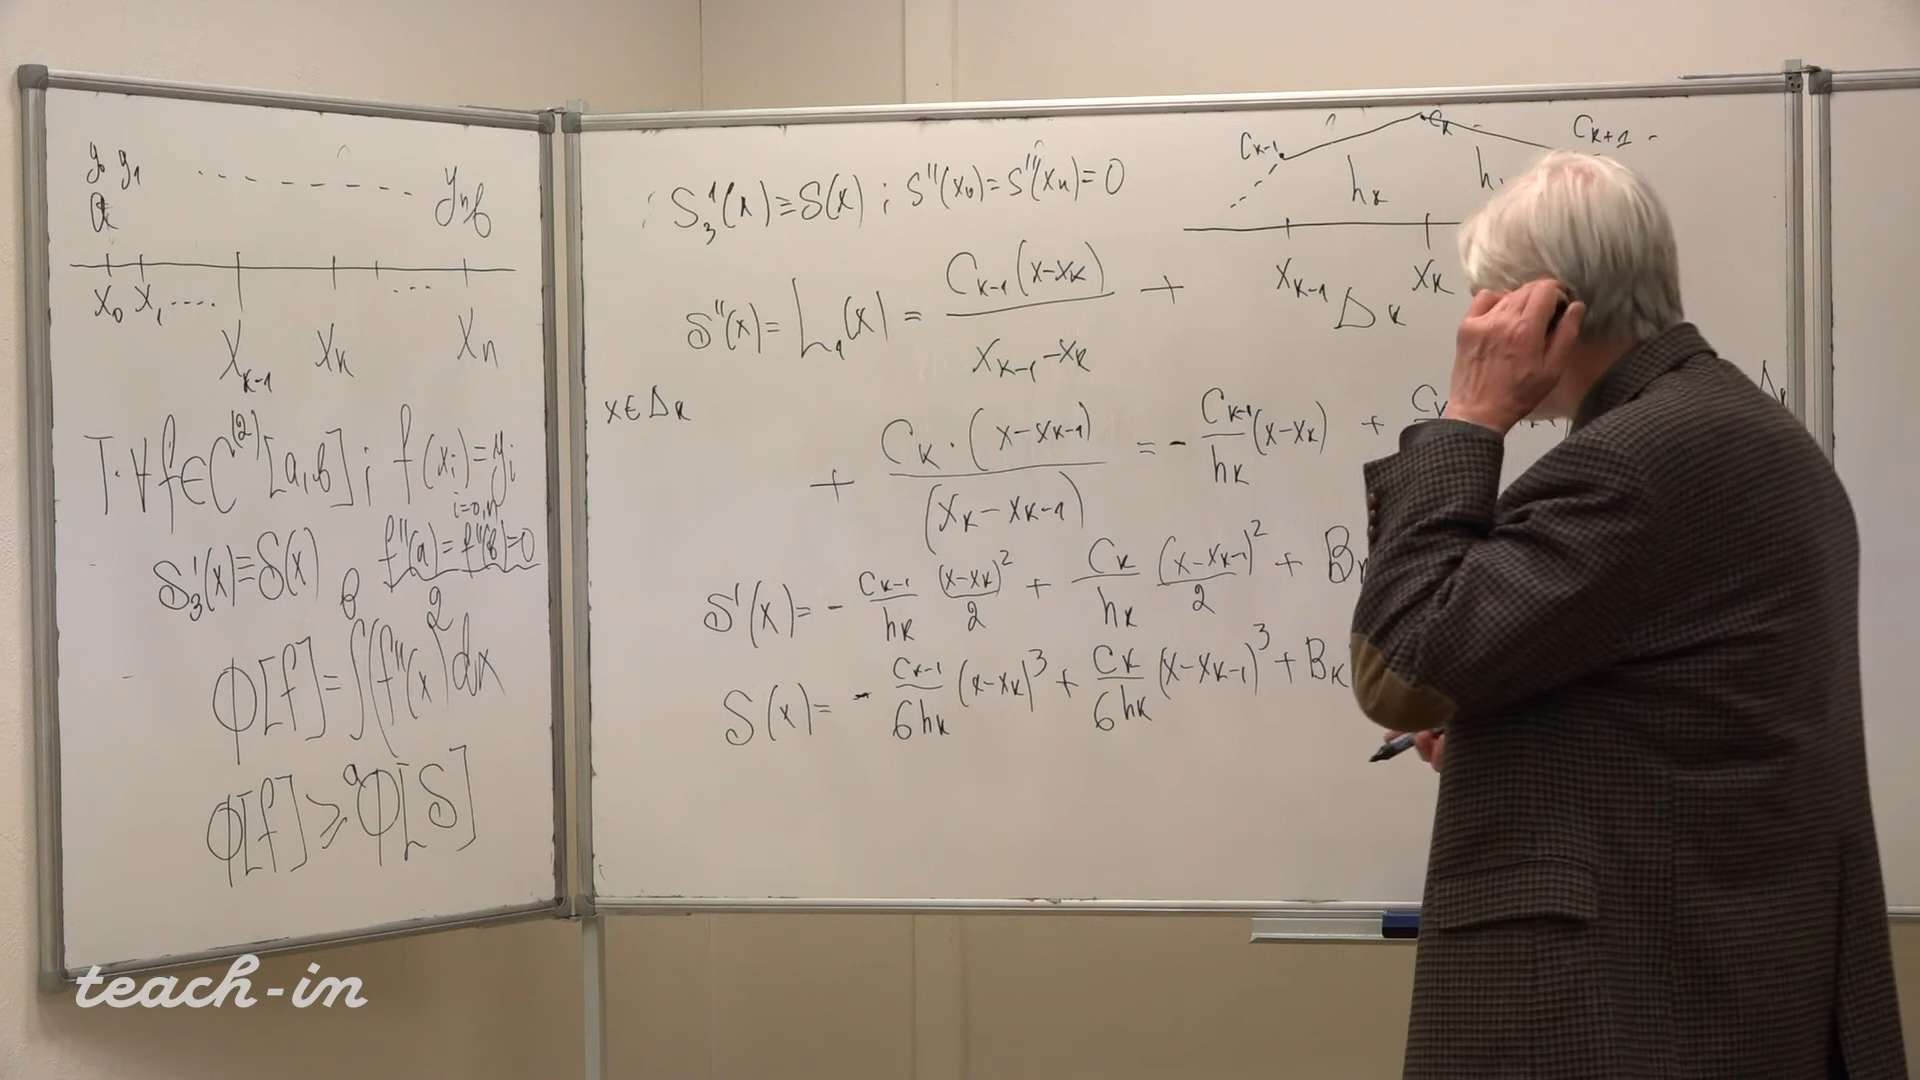 y₀ y₁ - - - - - - yₙ
a b
x₀ x₁ .... xₖ₋₁ xₖ ... xₙ
T. ∀f∈C⁽²⁾[a,b]; f(xᵢ)=yᵢ
i=0,n
S₃¹(x)≡S(x) f''(a)=f''(b)=0
Φ[f]=∫ₐᵇ(f''(x))²dx
Φ[f]⩾Φ[S]
S₃¹(x)≡S(x); S''(x₀)=S''(xₙ)=0
S''(x)=L₁(x)=Cₖ₋₁(x-xₖ)/(xₖ₋₁-xₖ) +
x∈Δₖ
+ Cₖ·(x-xₖ₋₁)/(xₖ-xₖ₋₁) = - Cₖ₋₁/hₖ (x-xₖ) + Cₖ
S'(x)= - Cₖ₋₁/hₖ (x-xₖ)²/2 + Cₖ/hₖ (x-xₖ₋₁)²/2 + Bₖ
S(x)= - Cₖ₋₁/6hₖ (x-xₖ)³ + Cₖ/6hₖ (x-xₖ₋₁)³ + Bₖ
Cₖ₋₁ Cₖ Cₖ₊₁
hₖ h
xₖ₋₁ Δₖ xₖ
teach-in